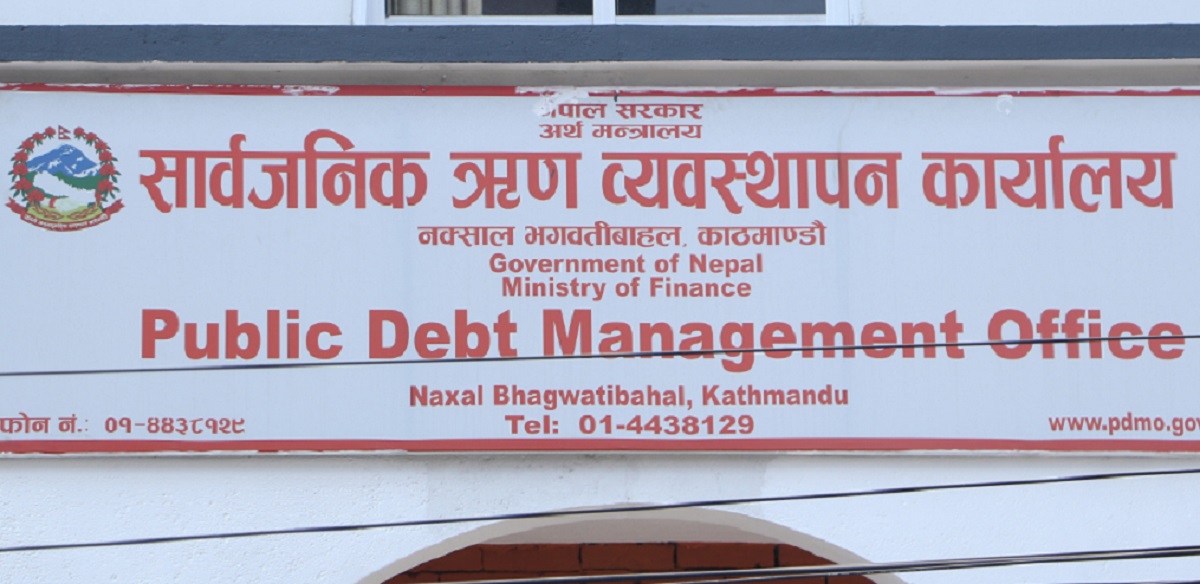 नेपाल सरकार
अर्थ मन्त्रालय
सार्वजनिक ऋण व्यवस्थापन कार्यालय
नक्साल भगवतीबाहल, काठमाण्डौ
Government of Nepal
Ministry of Finance
Public Debt Management Office
Naxal Bhagwatibahal, Kathmandu
फोन नं.: ०१-४४३८१२९
Tel: 01-4438129
www.pdmo.gov